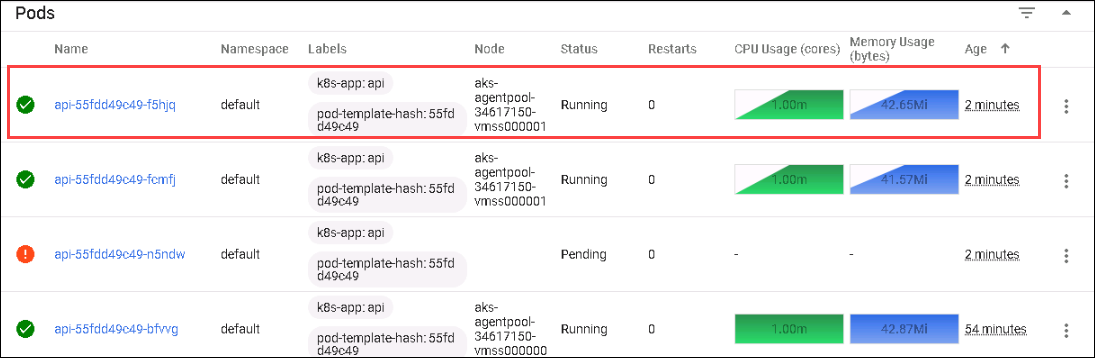 Pods
Name Namespace Labels Node Status Restarts CPU Usage (cores) Memory Usage (bytes) Age
api-55fdd49c49-f5hjq default k8s-app: api pod-template-hash: 55fdd49c49 aks-agentpool-34617150-vmss000001 Running 0 1.00m 42.65Mi 2 minutes
api-55fdd49c49-fcmfj default k8s-app: api pod-template-hash: 55fdd49c49 aks-agentpool-34617150-vmss000001 Running 0 1.00m 41.57Mi 2 minutes
api-55fdd49c49-n5ndw default k8s-app: api pod-template-hash: 55fdd49c49 Pending 0 - - 2 minutes
api-55fdd49c49-bfvvg default k8s-app: api pod-template-hash: 55fdd49c49 aks-agentpool-34617150-vmss000000 Running 0 1.00m 42.87Mi 54 minutes